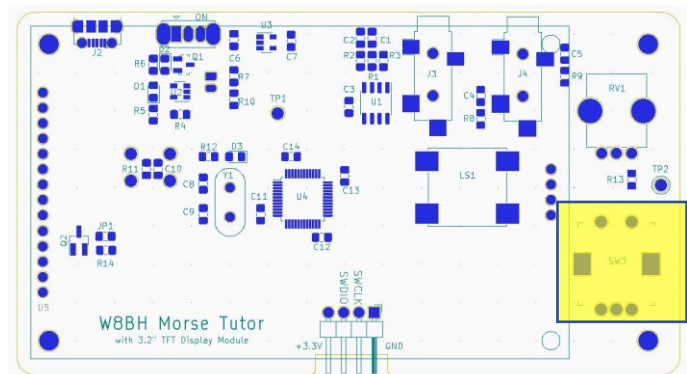 ON
J2
U3
C6
C7
R6
D2
Q1
R7
D1
U2
R10
R5
R4
TP1
C2
C1
R2
R3
R1
C3
U1
J3
J4
C5
R9
C4
R8
RV1
R12
D3
C14
R11
C10
C8
Y1
C9
C11
U4
C13
C12
LS1
R13
TP2
SW3
Q2
JP1
R14
U5
SWDIO
SWCLK
W8BH Morse Tutor
with 3.2" TFT Display Module
+3.3V
GND